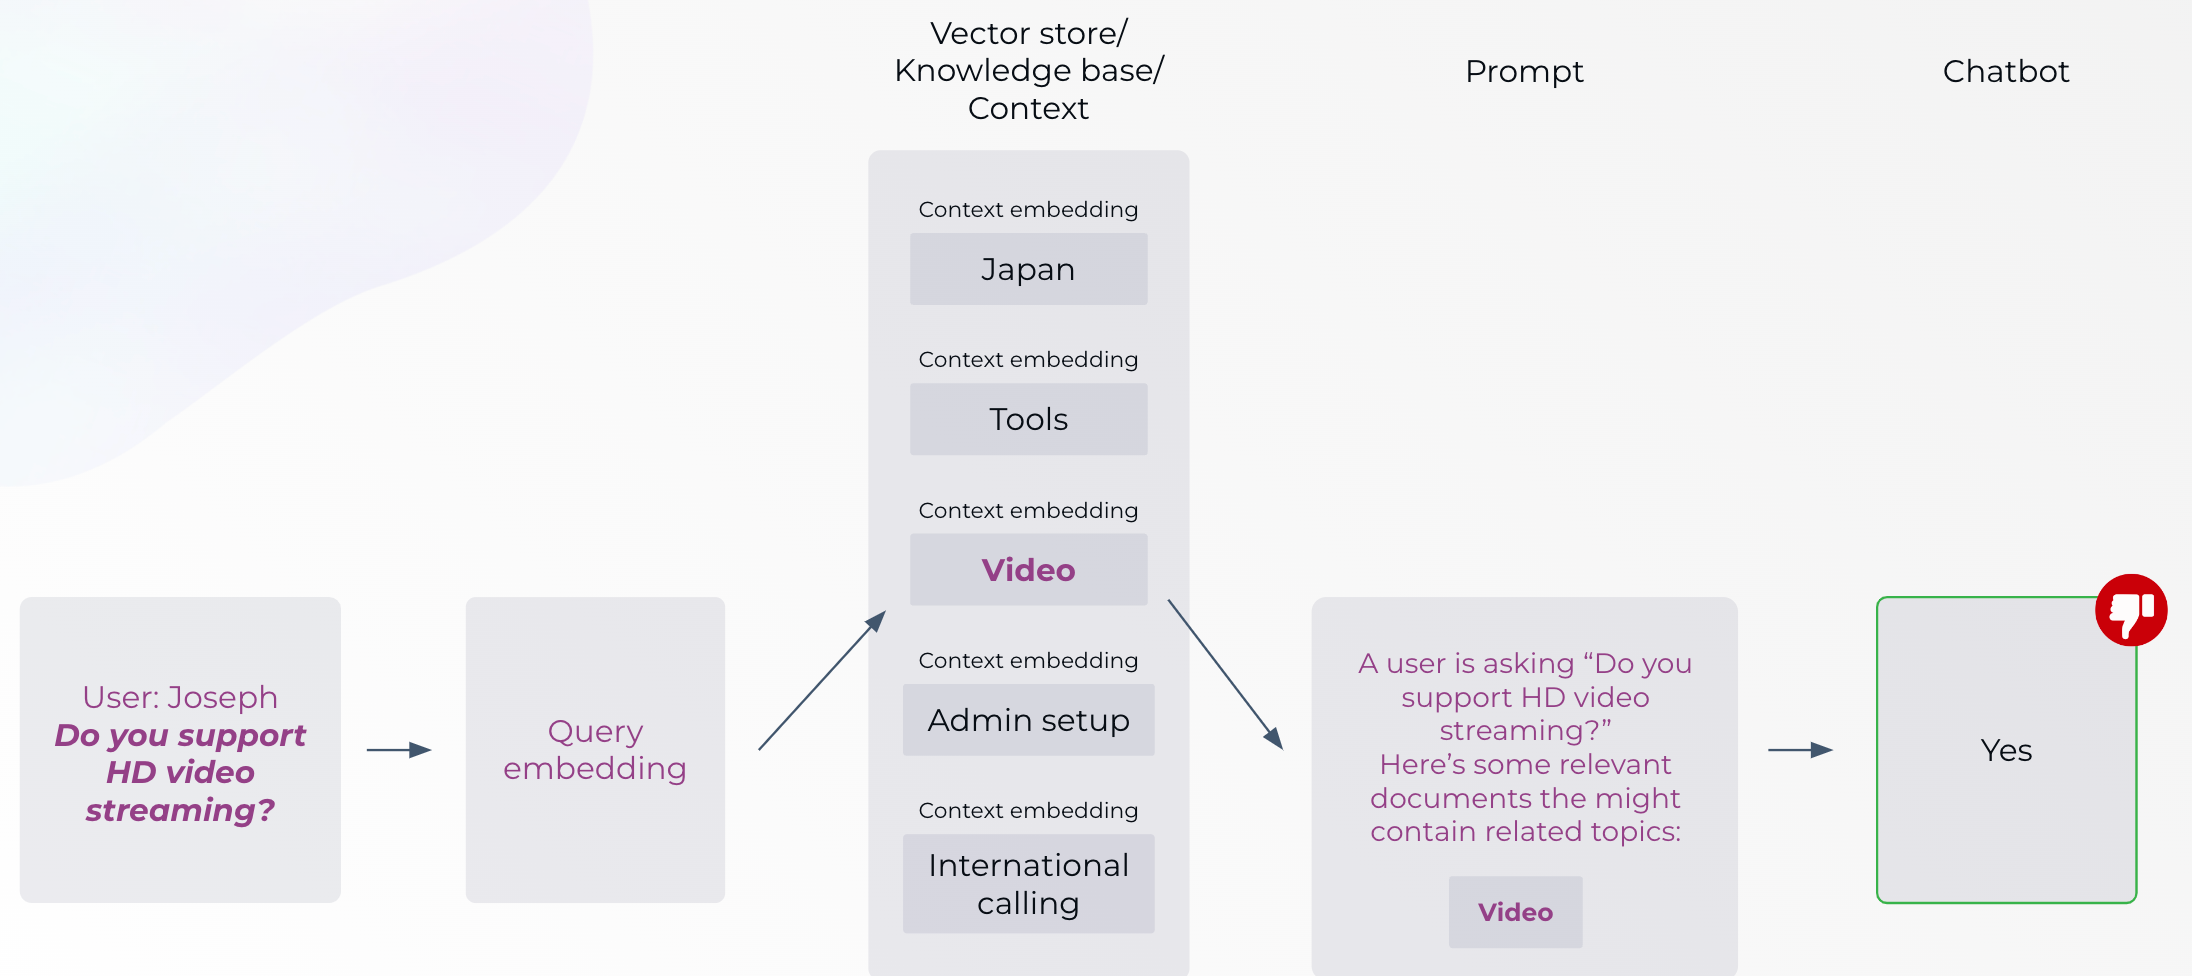 Vector store/
Knowledge base/
Context
Prompt
Chatbot
Context embedding
Japan
Context embedding
Tools
Context embedding
Video
Context embedding
Admin setup
Context embedding
International
calling
User: Joseph
Do you support
HD video
streaming?
Query
embedding
A user is asking “Do you
support HD video
streaming?”
Here’s some relevant
documents the might
contain related topics:
Video
Yes